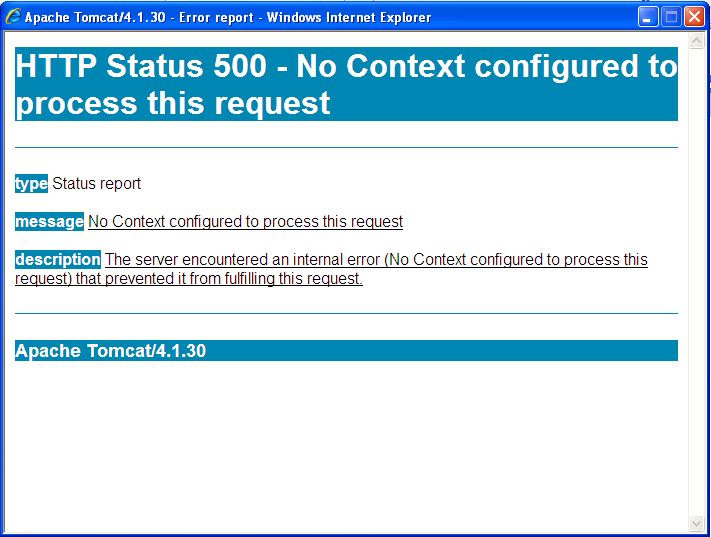 Apache Tomcat/4.1.30 - Error report - Windows Internet Explorer
HTTP Status 500 - No Context configured to
process this request
type Status report
message No Context configured to process this request
description The server encountered an internal error (No Context configured to process this
request) that prevented it from fulfilling this request.
Apache Tomcat/4.1.30